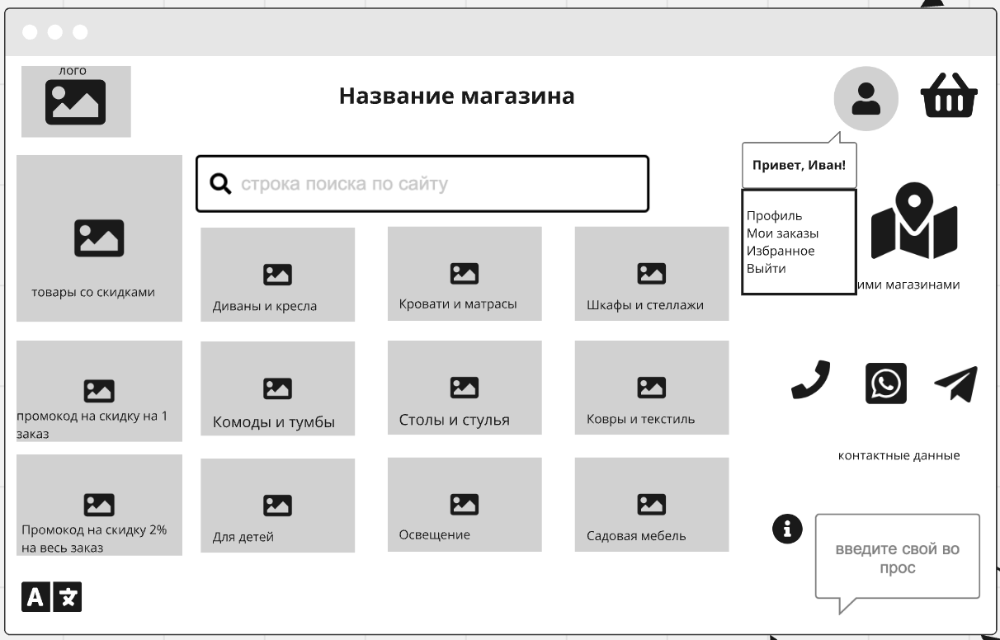 лого
Название магазина
строка поиска по сайту
Привет, Иван!
Профиль
Мои заказы
Избранное
Выйти
ими магазинами
товары со скидками
Диваны и кресла
Кровати и матрасы
Шкафы и стеллажи
промокод на скидку на 1
заказ
Комоды и тумбы
Столы и стулья
Ковры и текстиль
контактные данные
Промокод на скидку 2%
на весь заказ
Для детей
Освещение
Садовая мебель
введите свой во
прос
A 文